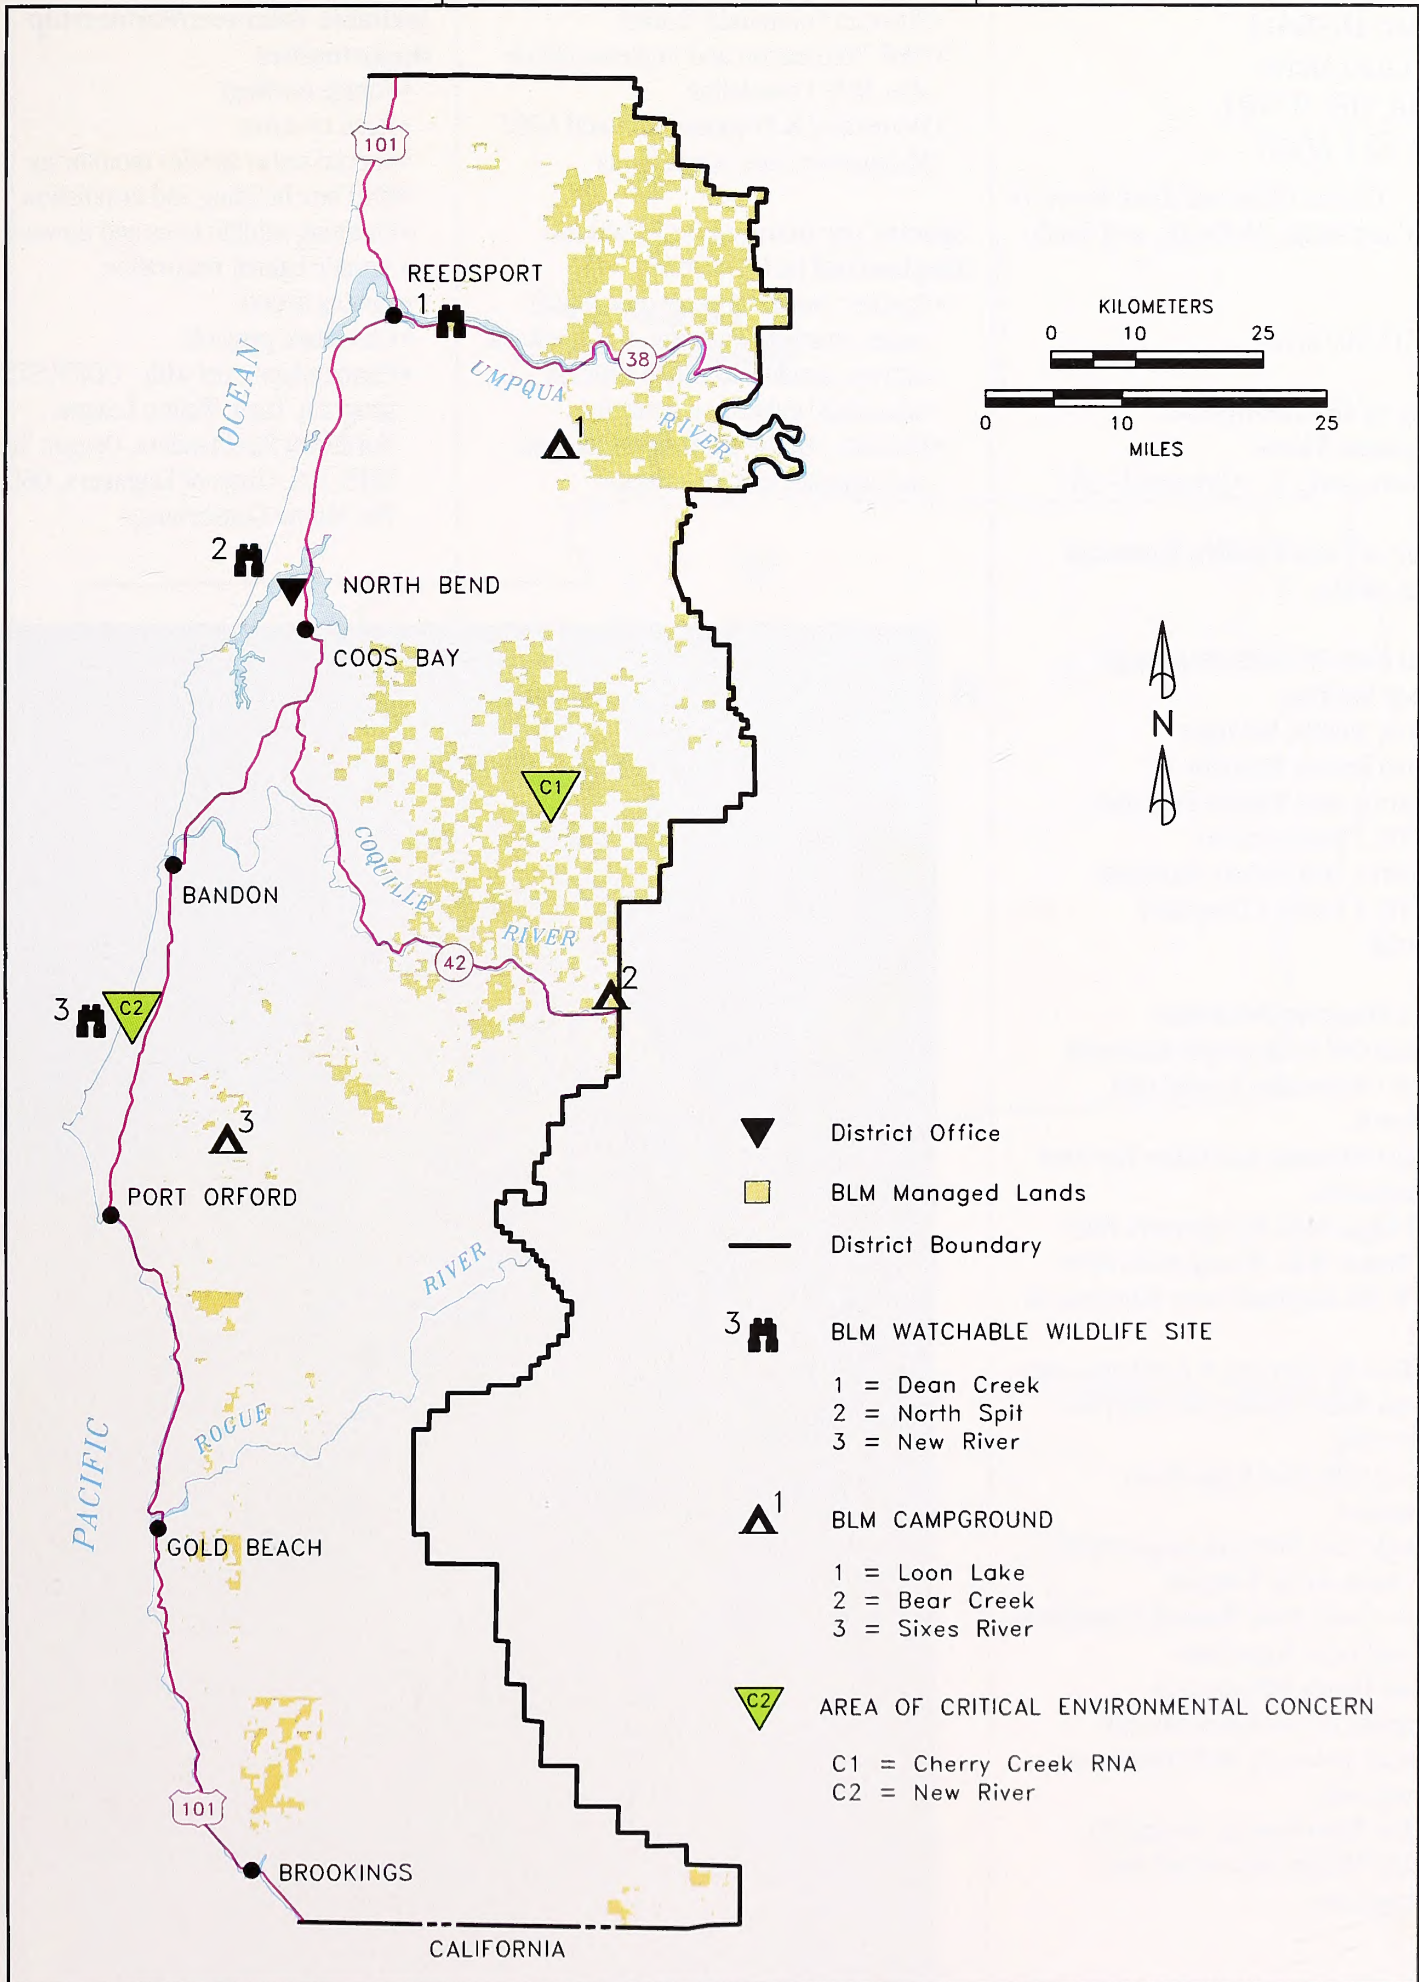 101
REEDSPORT
1
KILOMETERS
0 10 25
OCEAN
38
UMPQUA
RIVER
0 10 25
MILES
1
2
NORTH BEND
COOS BAY
N
C1
COQUILLE
RIVER
BANDON
42
2
3
C2
3
PORT ORFORD
RIVER
ROGUE
PACIFIC
GOLD BEACH
101
BROOKINGS
CALIFORNIA
District Office
BLM Managed Lands
District Boundary
3 BLM WATCHABLE WILDLIFE SITE
1 = Dean Creek
2 = North Spit
3 = New River
1 BLM CAMPGROUND
1 = Loon Lake
2 = Bear Creek
3 = Sixes River
C2 AREA OF CRITICAL ENVIRONMENTAL CONCERN
C1 = Cherry Creek RNA
C2 = New River